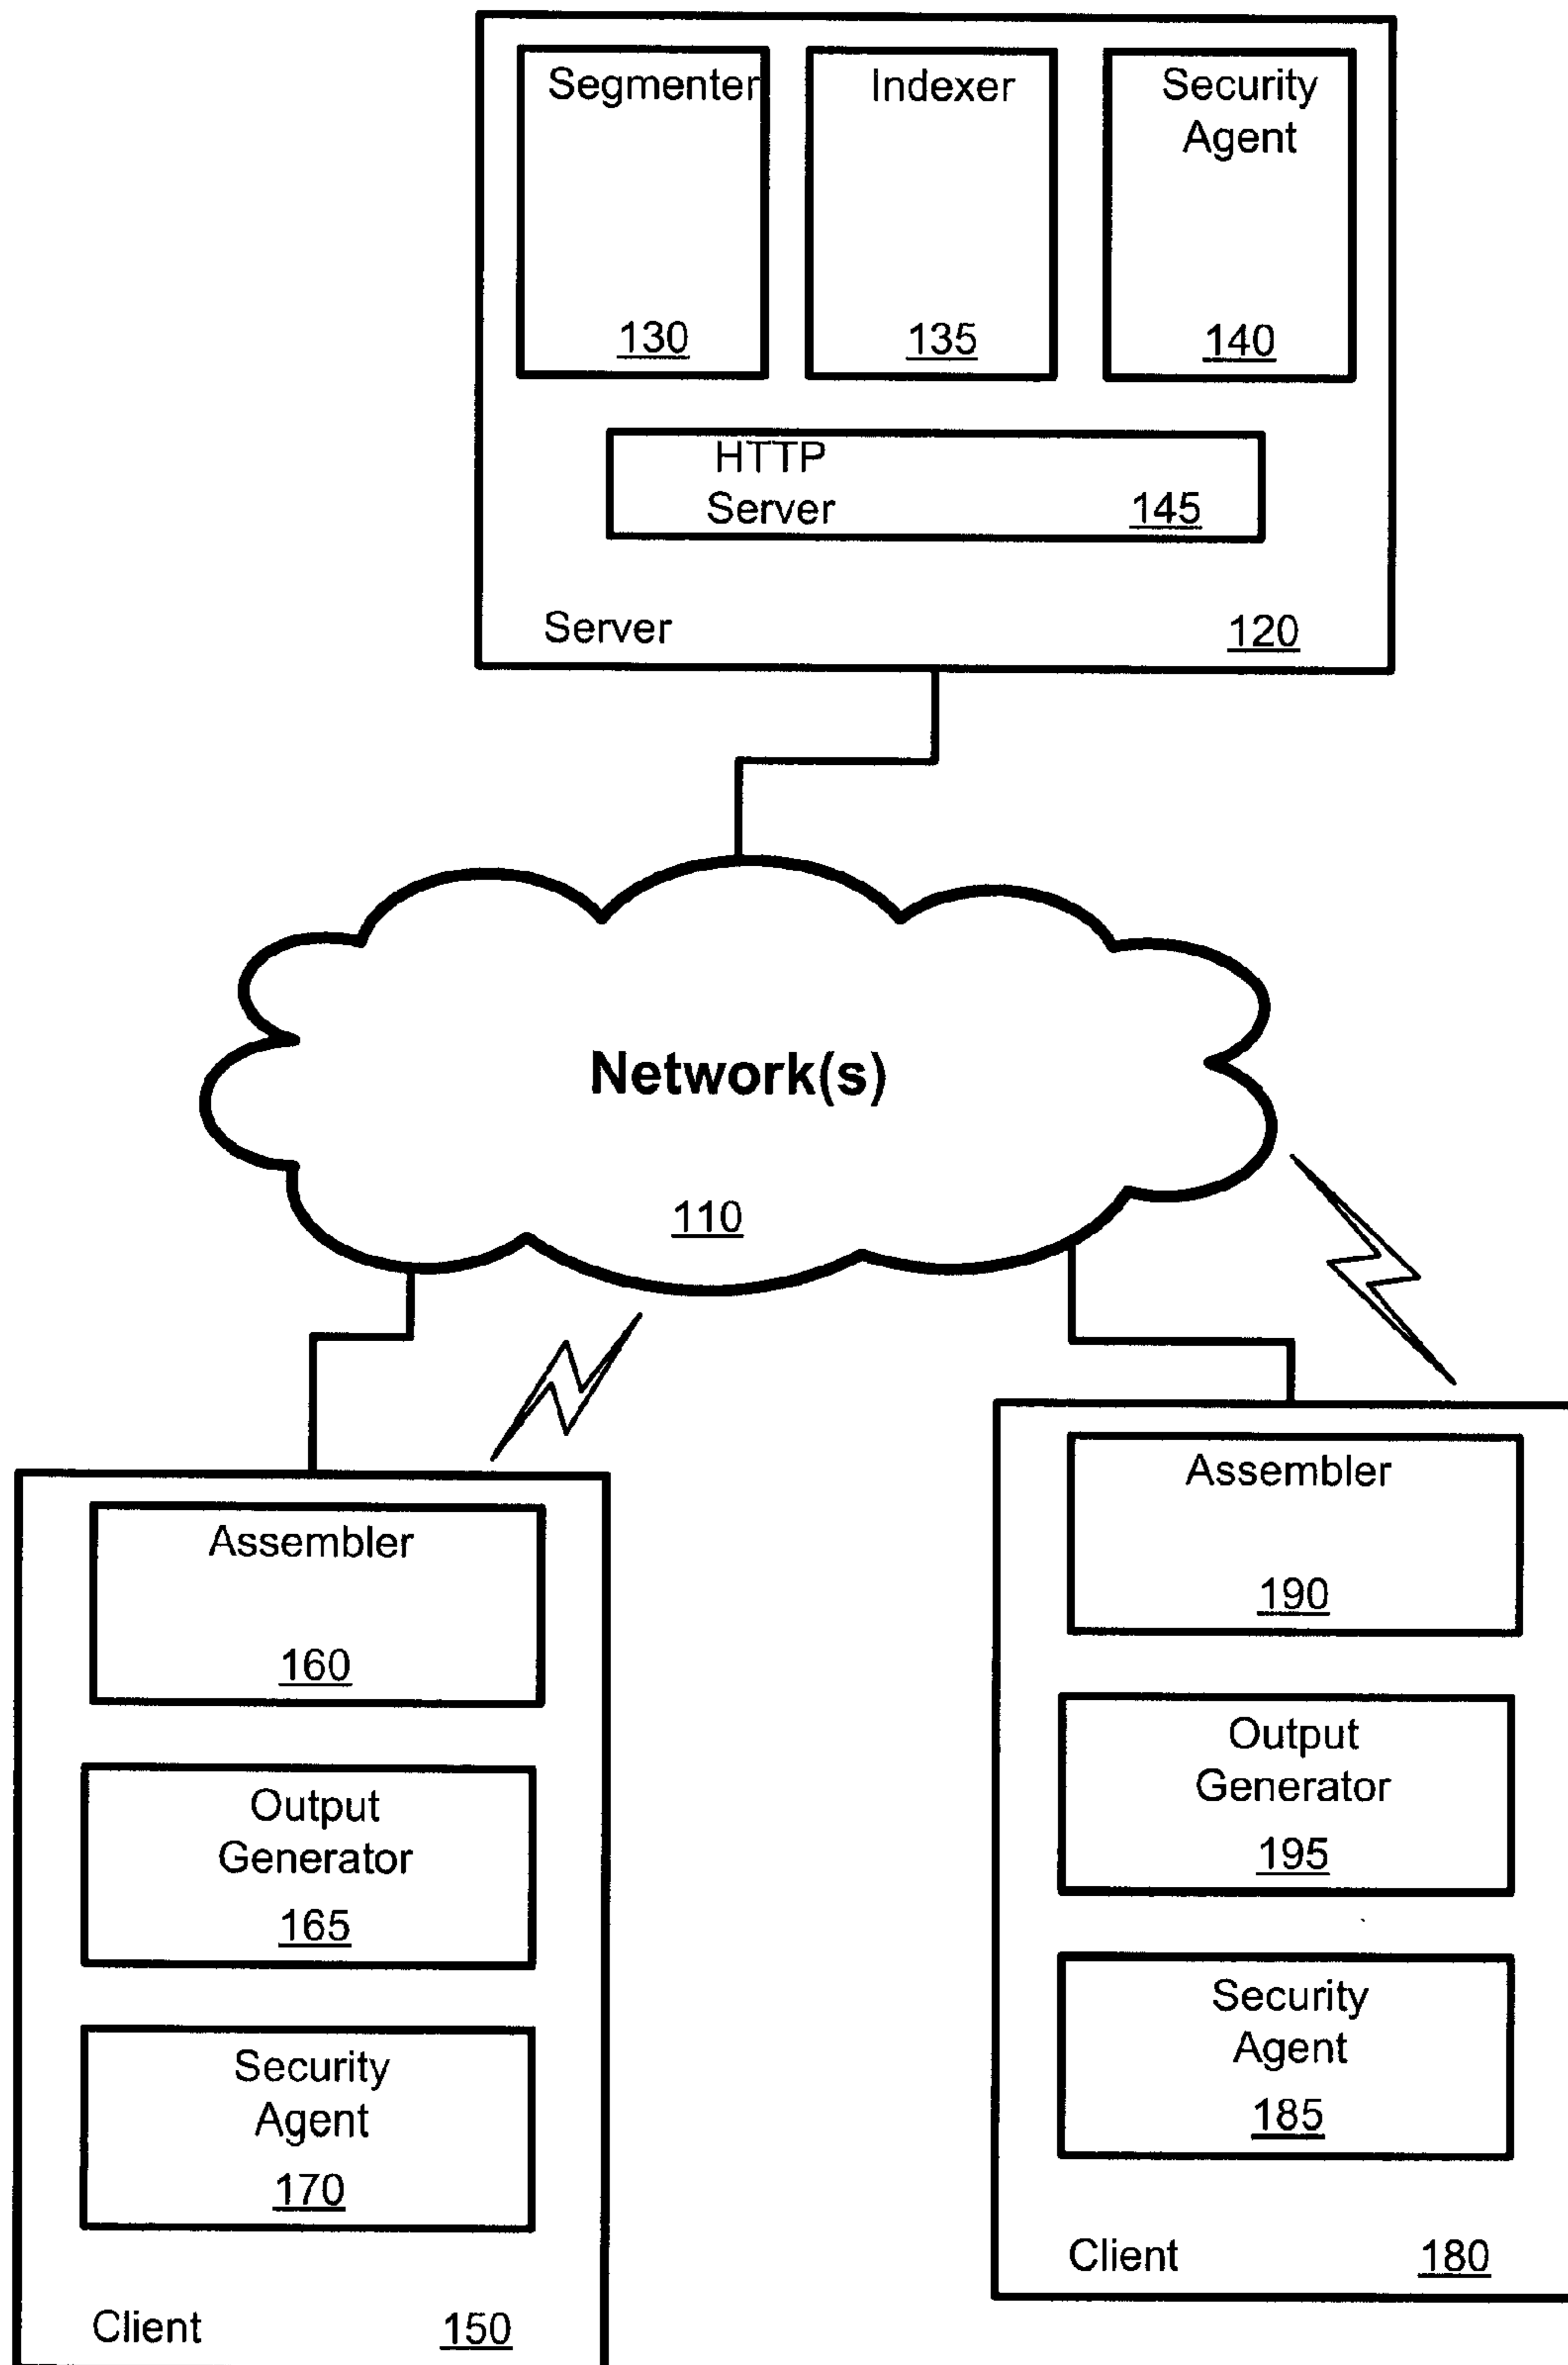 Segmenter
130
Indexer
135
Security
Agent
140
HTTP
Server
145
Server
120
Network(s)
110
Assembler
160
Output
Generator
165
Security
Agent
170
Client
150
Assembler
190
Output
Generator
195
Security
Agent
185
Client
180